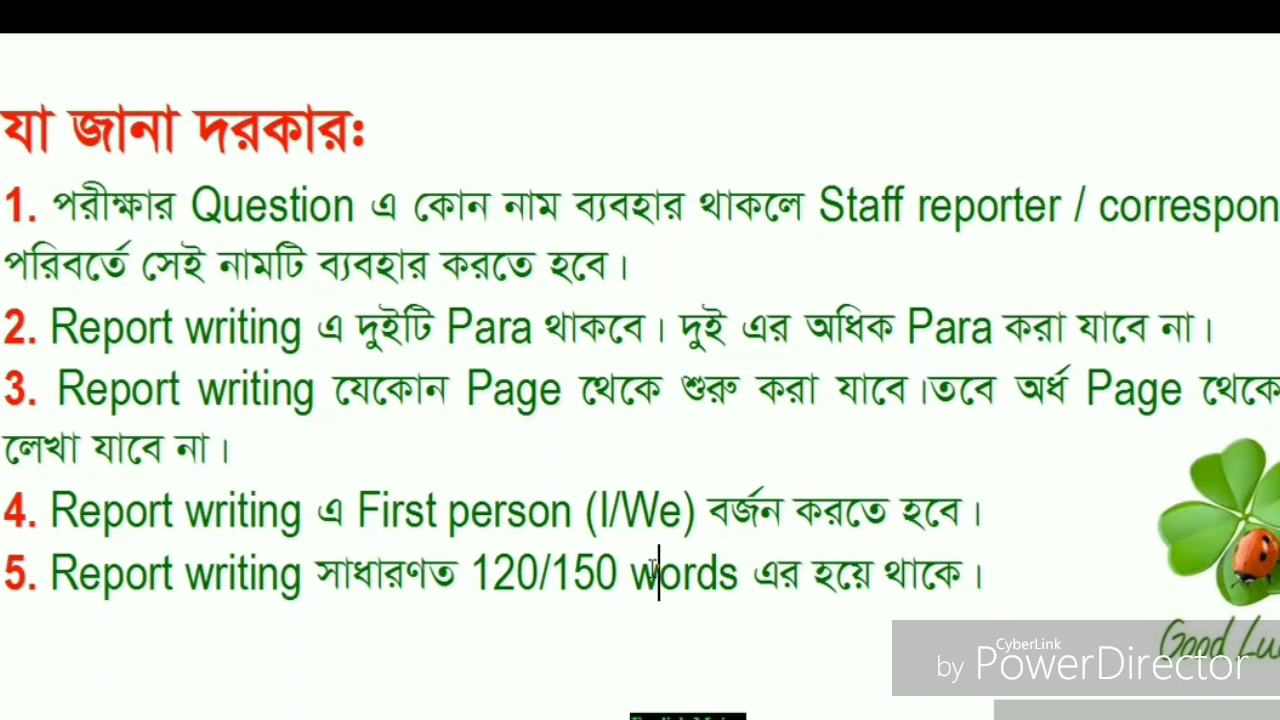 যা জানা দরকারঃ
1. পরীক্ষার Question এ কোন নাম ব্যবহার থাকলে Staff reporter / correspon
পরিবর্তে সেই নামটি ব্যবহার করতে হবে।
2. Report writing এ দুইটি Para থাকবে। দুই এর অধিক Para করা যাবে না।
3. Report writing যেকোন Page থেকে শুরু করা যাবে।তবে অর্ধ Page থেকে
লেখা যাবে না।
4. Report writing এ First person (I/We) বর্জন করতে হবে।
5. Report writing সাধারণত 120/150 words এর হয়ে থাকে।
Good Lu
CyberLink
by PowerDirector